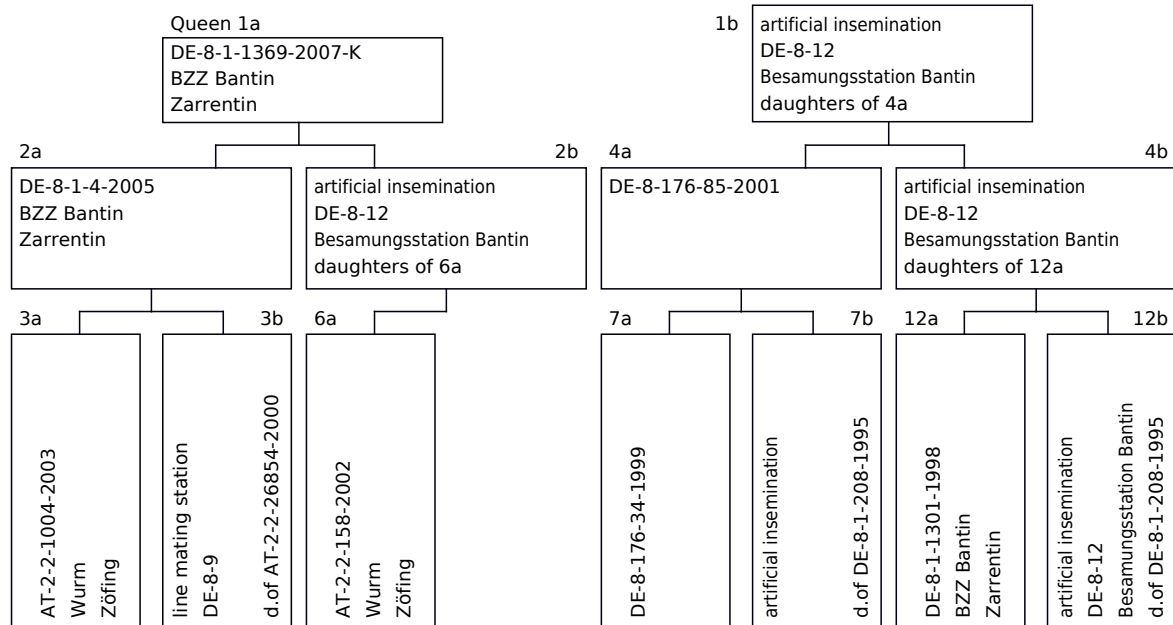 Queen 1a
DE-8-1-1369-2007-K
BZZ Bantin
Zarrentin
1b
artificial insemination
DE-8-12
Besamungsstation Bantin
daughters of 4a
2a
DE-8-1-4-2005
BZZ Bantin
Zarrentin
2b
artificial insemination
DE-8-12
Besamungsstation Bantin
daughters of 6a
4a
DE-8-176-85-2001
4b
artificial insemination
DE-8-12
Besamungsstation Bantin
daughters of 12a
3a
AT-2-2-1004-2003
Wurm
Zöfing
3b
line mating station
DE-8-9
d.of AT-2-2-26854-2000
6a
AT-2-2-158-2002
Wurm
Zöfing
7a
DE-8-176-34-1999
7b
artificial insemination
d.of DE-8-1-208-1995
12a
DE-8-1-1301-1998
BZZ Bantin
Zarrentin
12b
artificial insemination
DE-8-12
Besamungsstation Bantin
d.of DE-8-1-208-1995